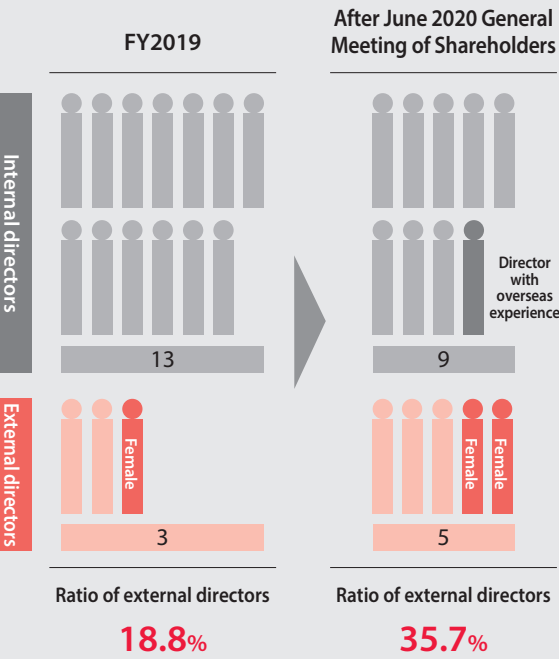 FY2019
After June 2020 General
Meeting of Shareholders
Internal directors
Director
with
overseas
experience
13
9
External directors
Female
Female
Female
3
5
Ratio of external directors
18.8%
Ratio of external directors
35.7%